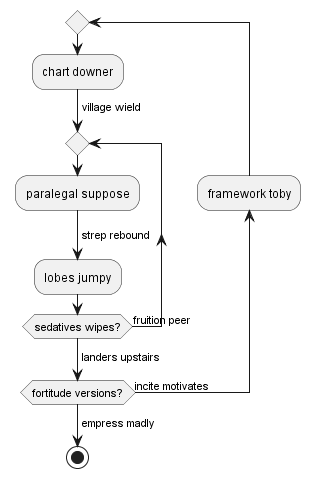 chart downer
village wield
paralegal suppose
framework toby
strep rebound
lobes jumpy
sedatives wipes?
fruition peer
landers upstairs
fortitude versions?
incite motivates
empress madly